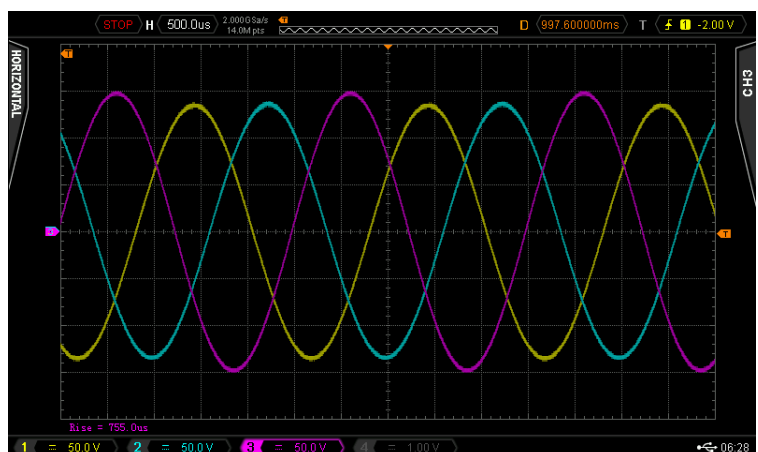 STOP H 500.0us 2.000GSa/s 14.0M pts D 997.600000ms T 1 -2.00 V
HORIZONTAL
CH3
T
T
Rise = 755.0us
1 = 50.0 V 2 = 50.0 V 3 = 50.0 V 4 = 1.00 V 06:28